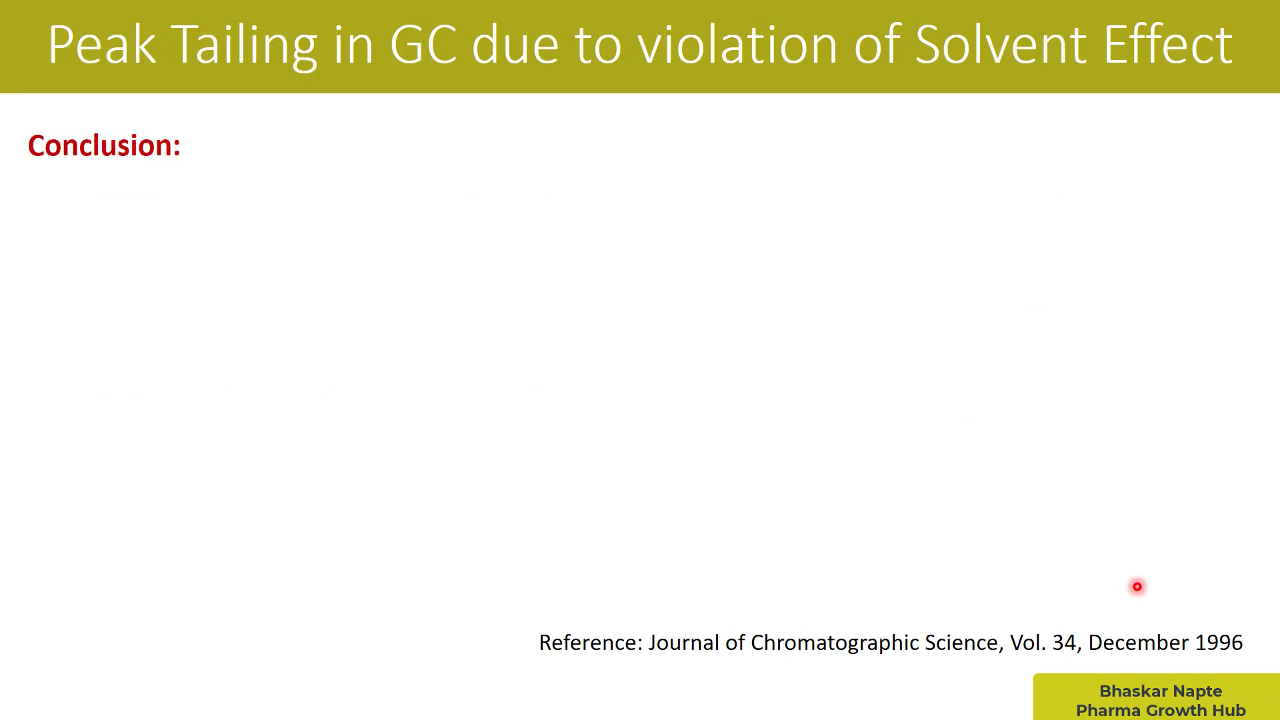 Peak Tailing in GC due to violation of Solvent Effect
Conclusion:
Reference: Journal of Chromatographic Science, Vol. 34, December 1996
Bhaskar Napte
Pharma Growth Hub